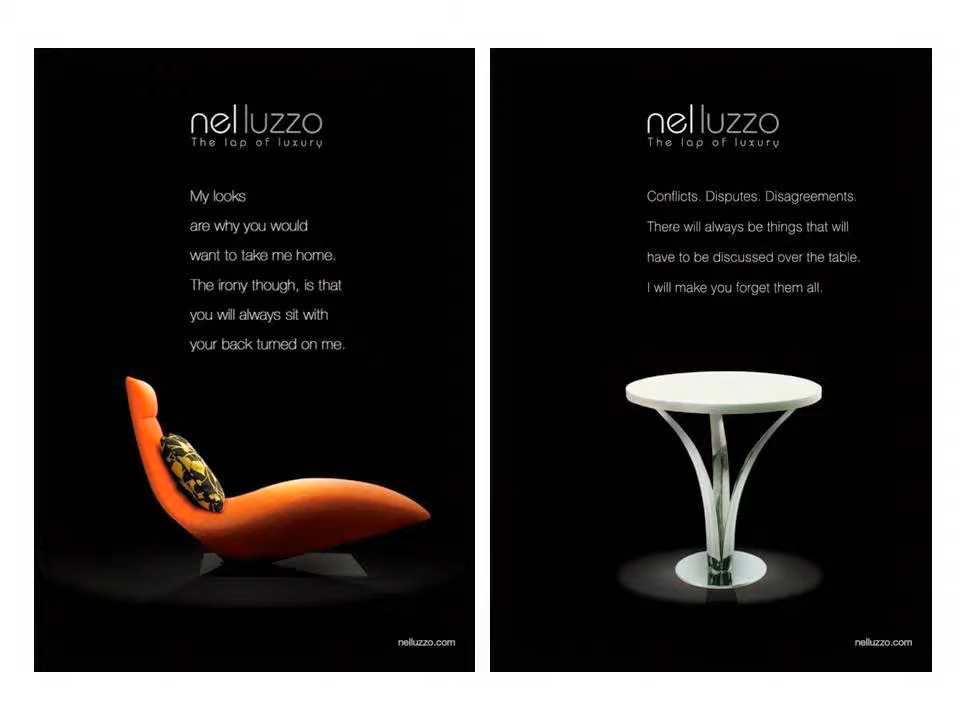 nelluzzo
The lap of luxury
My looks
are why you would
want to take me home.
The irony though, is that
you will always sit with
your back turned on me.
nelluzzo.com
nelluzzo
The lap of luxury
Conflicts. Disputes. Disagreements.
There will always be things that will
have to be discussed over the table.
I will make you forget them all.
nelluzzo.com